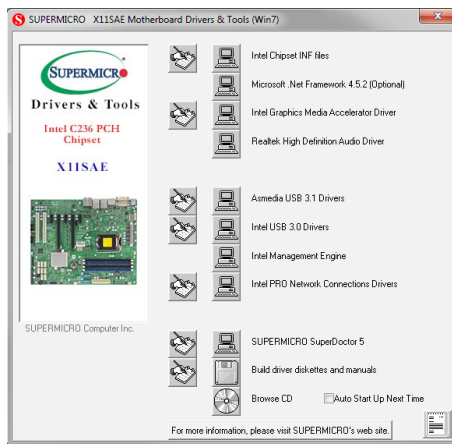 SUPERMICRO X11SAE Motherboard Drivers & Tools (Win7)
SUPERMICRO
Drivers & Tools
Intel C236 PCH
Chipset
X11SAE
SUPERMICRO Computer Inc.
Intel Chipset INF files
Microsoft .Net Framework 4.5.2 (Optional)
Intel Graphics Media Accelerator Driver
Realtek High Definition Audio Driver
Asmedia USB 3.1 Drivers
Intel USB 3.0 Drivers
Intel Management Engine
Intel PRO Network Connections Drivers
SUPERMICRO SuperDoctor 5
Build driver diskettes and manuals
Browse CD
Auto Start Up Next Time
For more information, please visit SUPERMICRO's web site.